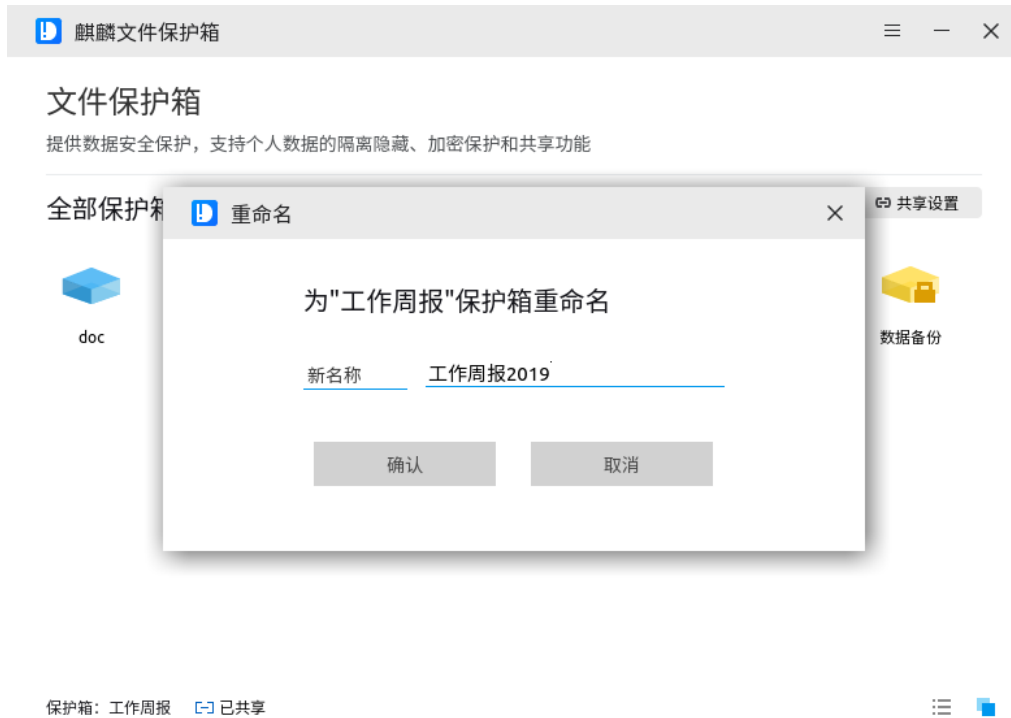 麒麟文件保护箱
文件保护箱
提供数据安全保护，支持个人数据的隔离隐藏、加密保护和共享功能
全部保护
共享设置
重命名
为"工作周报"保护箱重命名
新名称 工作周报2019
确认 取消
doc
数据备份
保护箱：工作周报 已共享